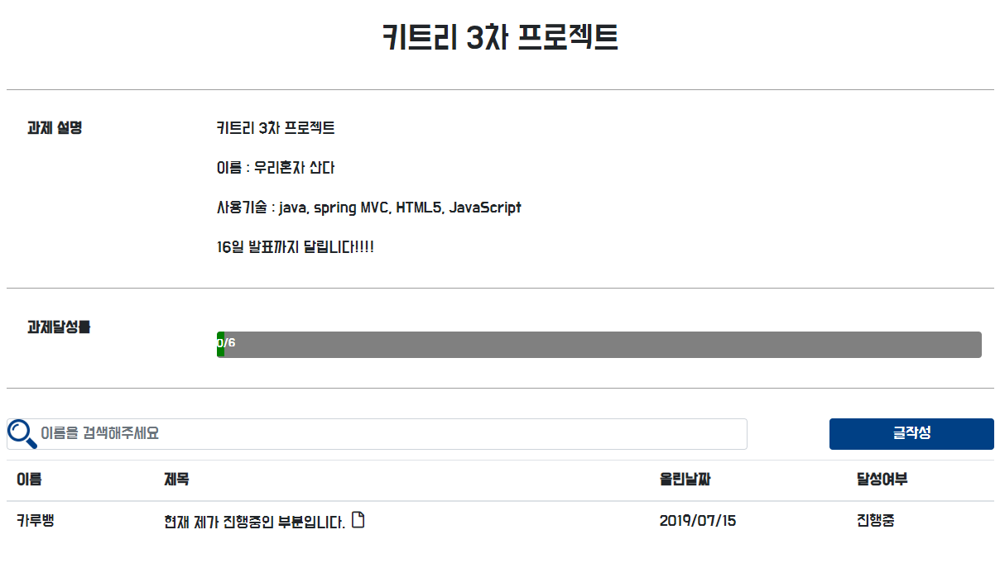 키트리 3차 프로젝트
과제 설명
키트리 3차 프로젝트
이름 : 우리혼자 산다
사용기술 : java, spring MVC, HTML5, JavaScript
16일 발표까지 달립니다!!!!
과제달성률
0/6
이름을 검색해주세요
글작성
이름 제목 올린날짜 달성여부
카루뱅 현재 제가 진행중인 부분입니다. 2019/07/15 진행중